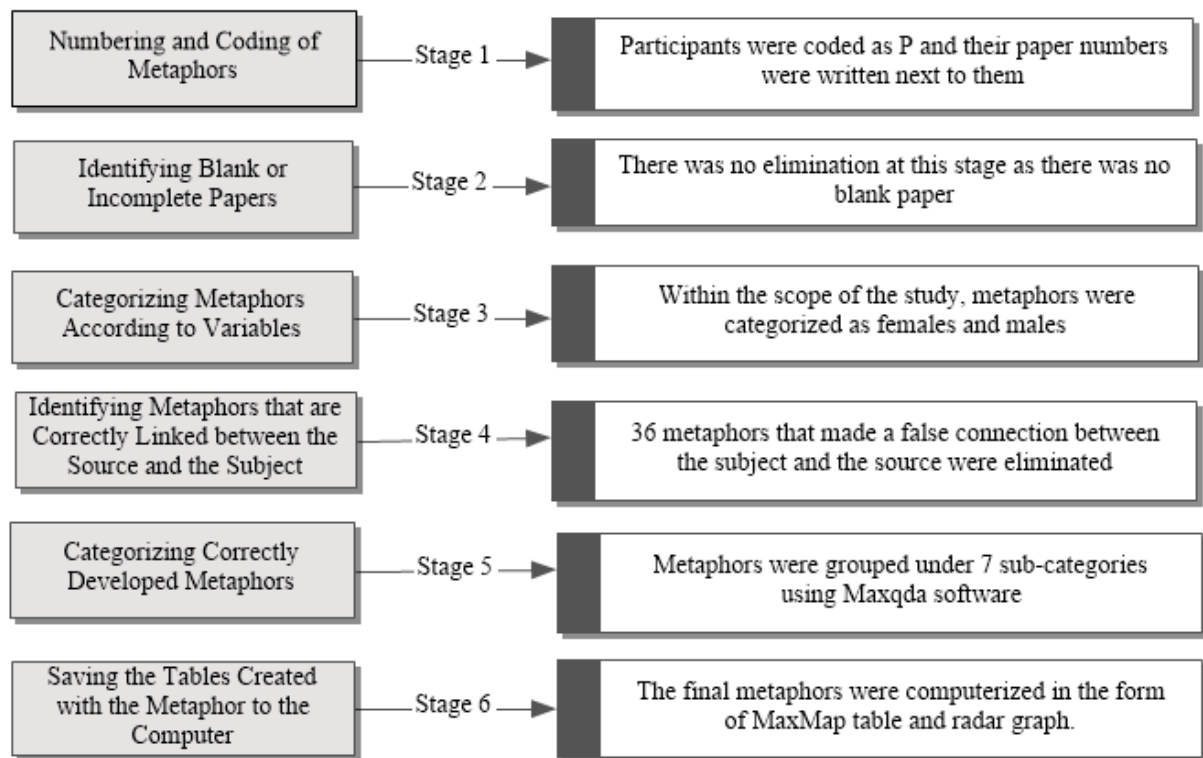 Numbering and Coding of
Metaphors
Stage 1
Participants were coded as P and their paper numbers
were written next to them
Identifying Blank or
Incomplete Papers
Stage 2
There was no elimination at this stage as there was no
blank paper
Categorizing Metaphors
According to Variables
Stage 3
Within the scope of the study, metaphors were
categorized as females and males
Identifying Metaphors that are
Correctly Linked between the
Source and the Subject
Stage 4
36 metaphors that made a false connection between
the subject and the source were eliminated
Categorizing Correctly
Developed Metaphors
Stage 5
Metaphors were grouped under 7 sub-categories
using Maxqda software
Saving the Tables Created
with the Metaphor to the
Computer
Stage 6
The final metaphors were computerized in the form
of MaxMap table and radar graph.